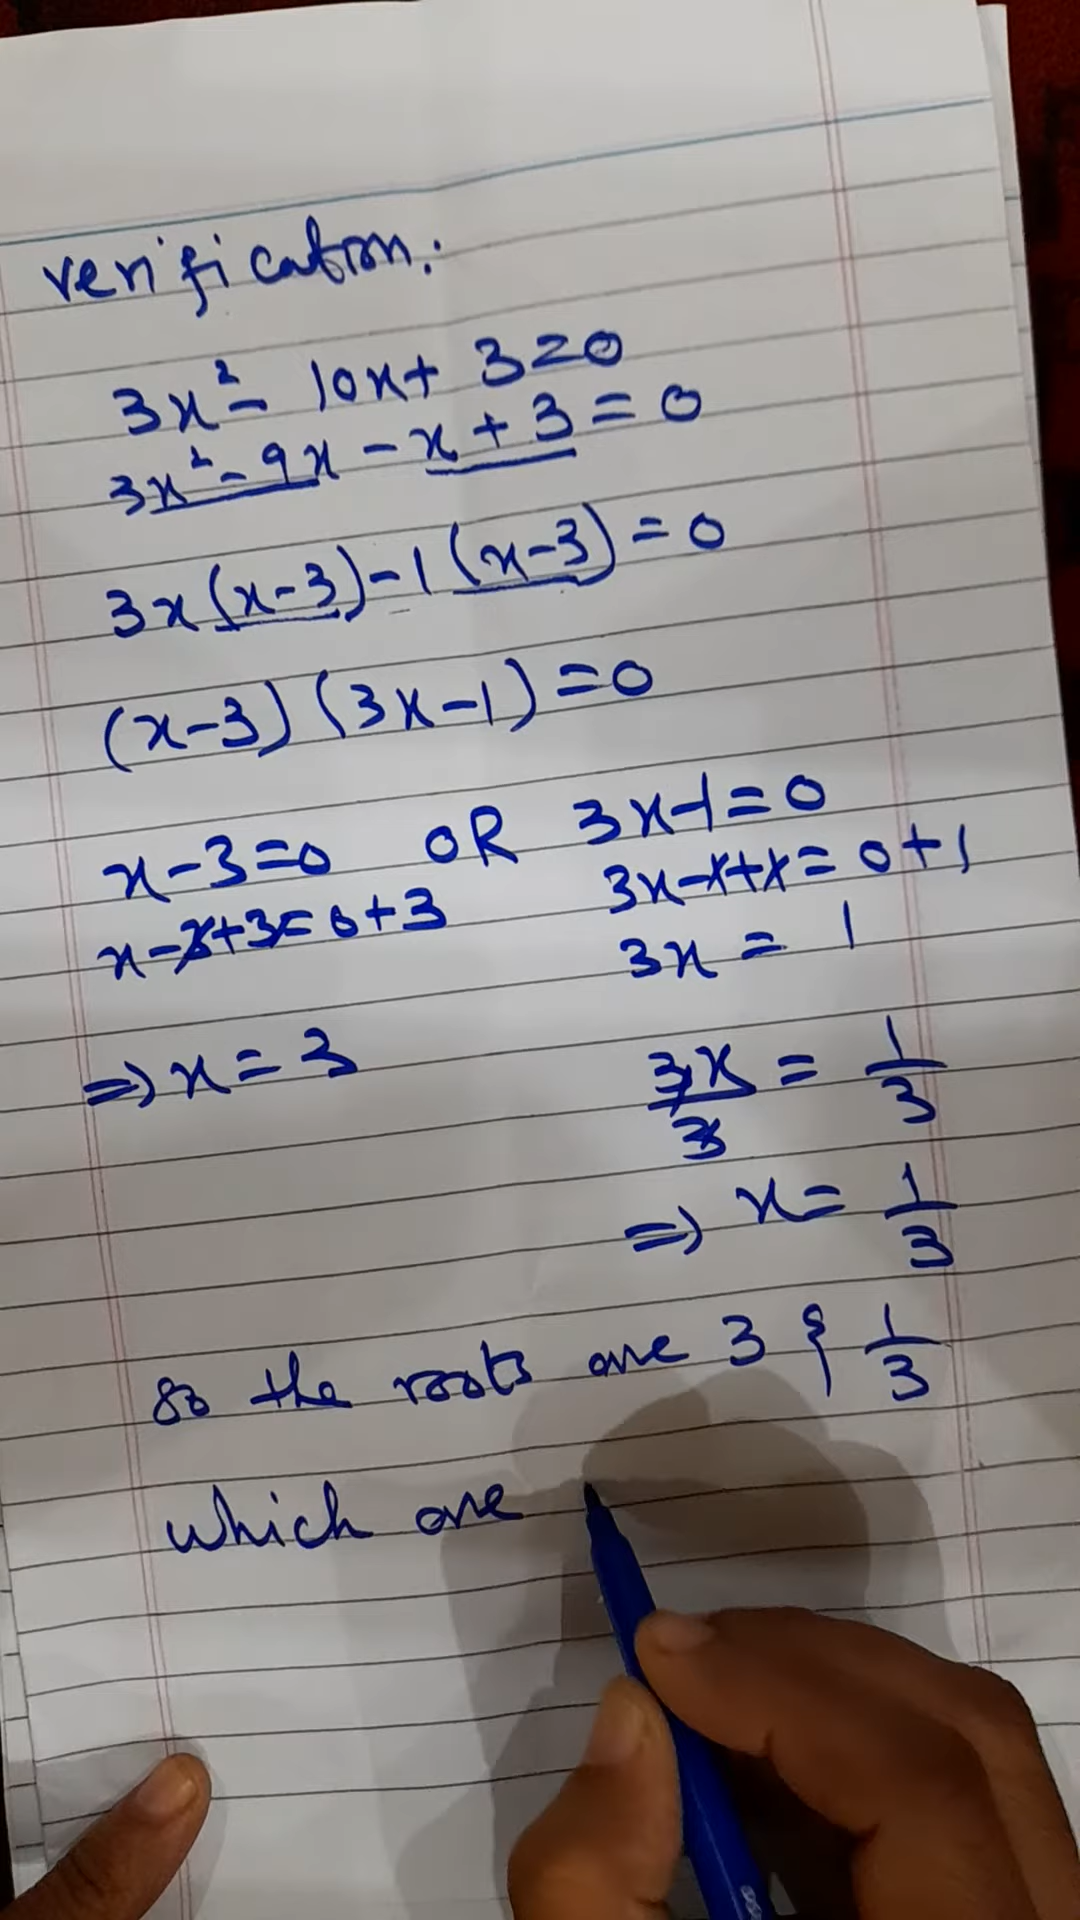 verification:
3x² - 10x + 3 = 0
3x² - 9x - x + 3 = 0
3x (x-3) - 1 (x-3) = 0
(x-3) (3x-1) = 0
x-3=0 OR 3x-1=0
x-3+3=0+3 3x-1+1=0+1
3x = 1
⇒ x = 3 3x/3 = 1/3
⇒ x = 1/3
so the roots are 3 & 1/3
which are